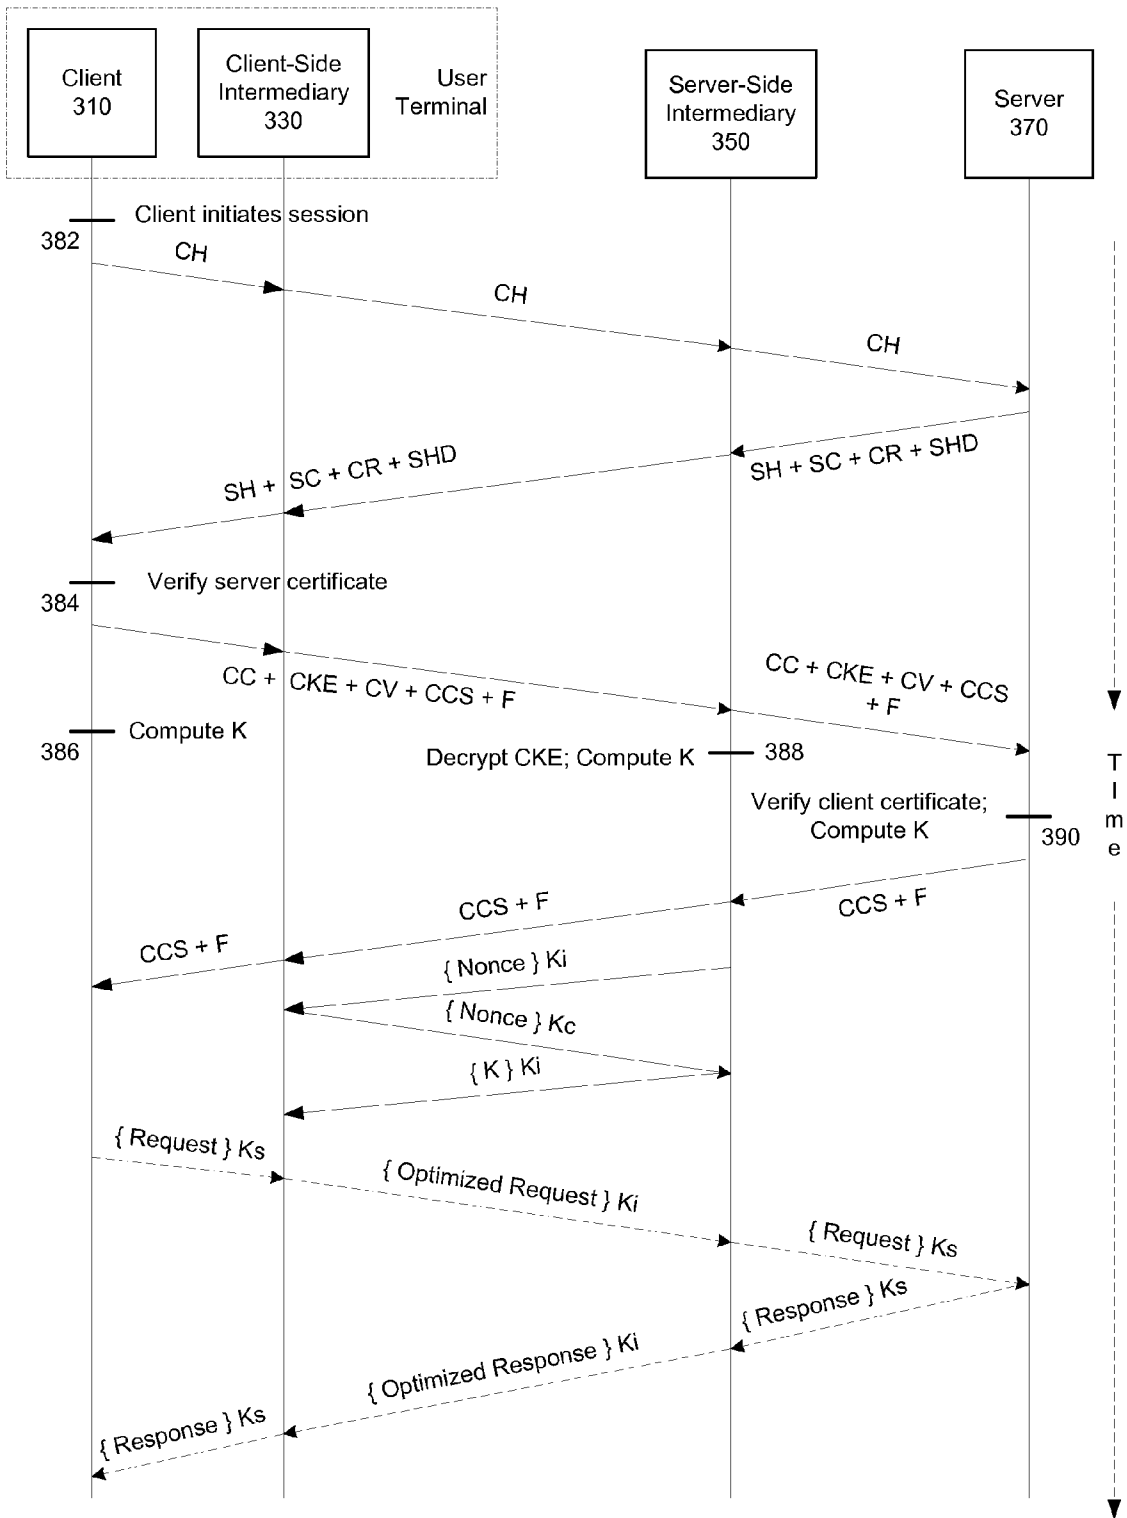 Client
310
Client-Side
Intermediary
330
User
Terminal
Server-Side
Intermediary
350
Server
370
Client initiates session
382
CH
CH
CH
SH + SC + CR + SHD
SH + SC + CR + SHD
Verify server certificate
384
CC + CKE + CV + CCS + F
CC + CKE + CV + CCS
+ F
Compute K
386
Decrypt CKE; Compute K
388
T
I
m
e
Verify client certificate;
Compute K
390
CCS + F
CCS + F
CCS + F
{ Nonce } Ki
{ Nonce } Kc
{ K } Ki
{ Request } Ks
{ Optimized Request } Ki
{ Request } Ks
{ Response } Ks
{ Optimized Response } Ki
{ Response } Ks